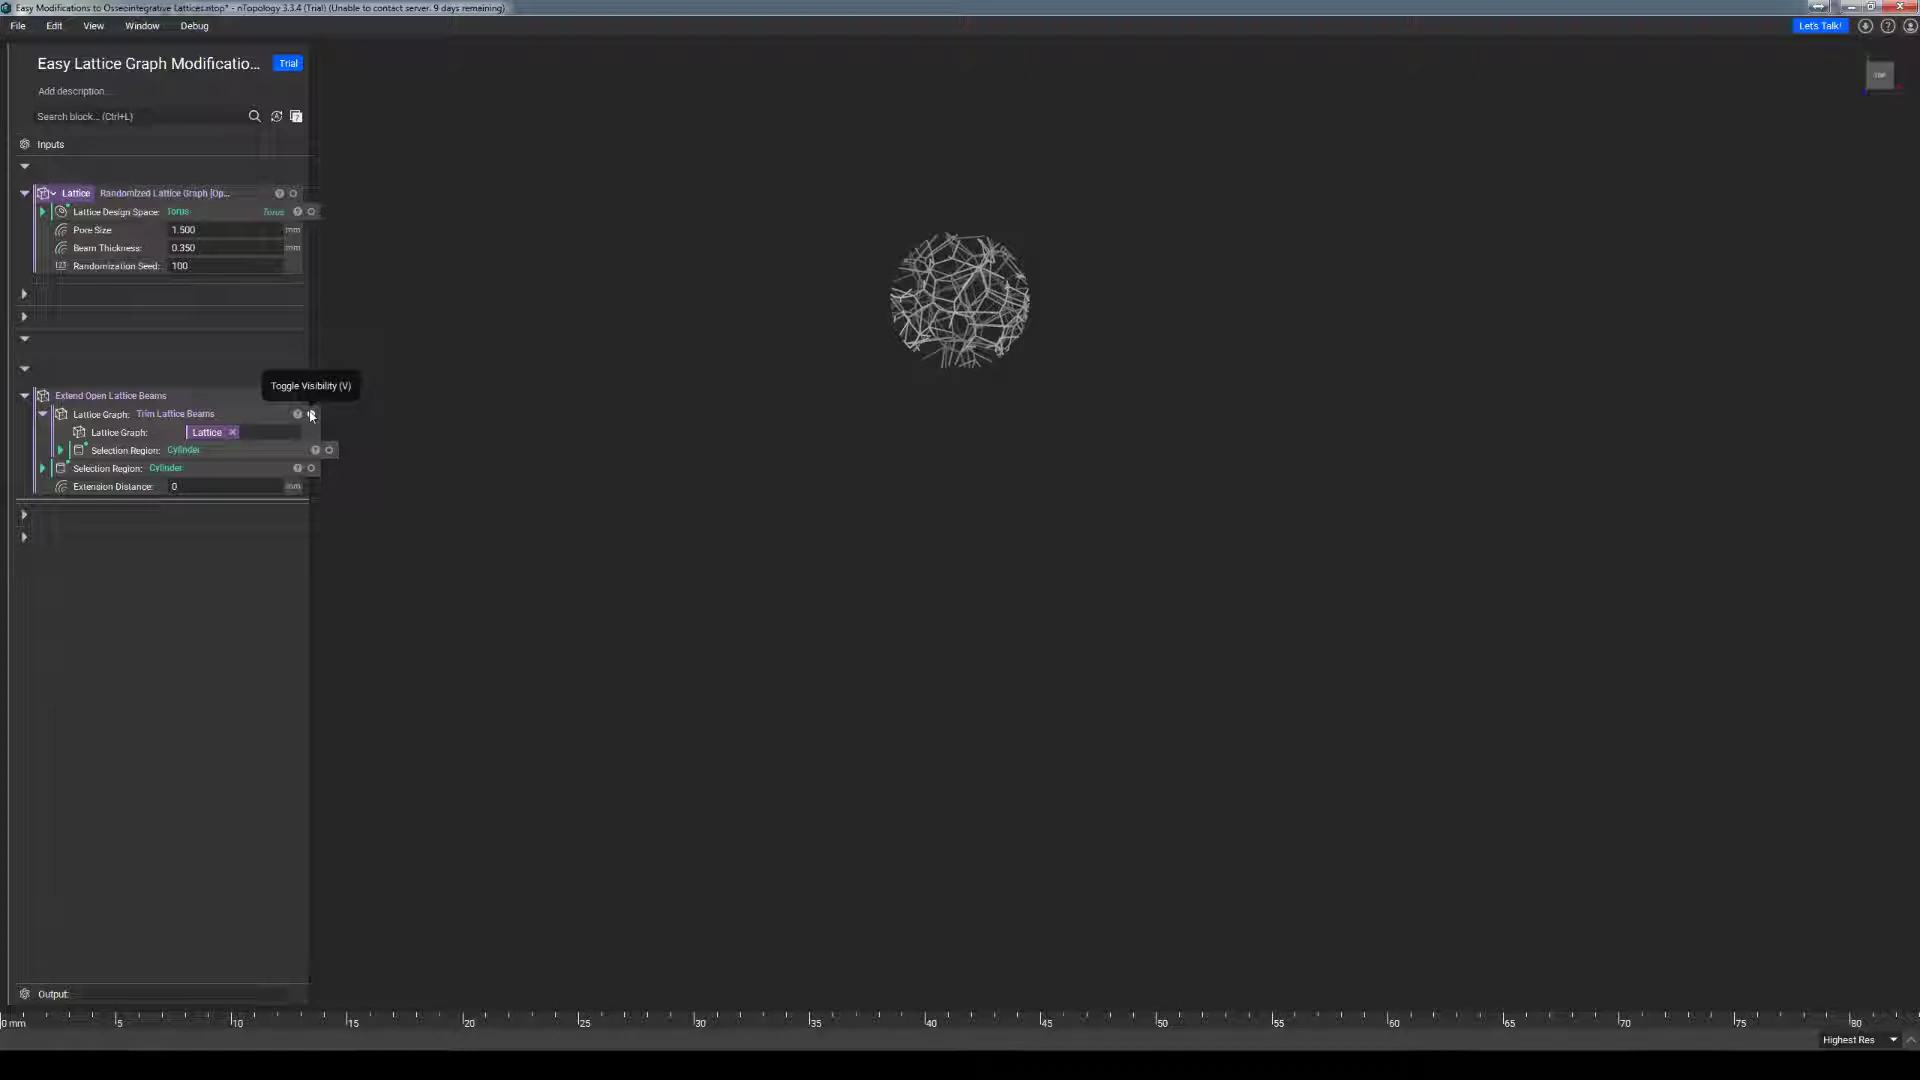 Easy Modifications to Osseointegrative Lattices.ntop* - nTopology 3.3.4 (Trial) (Unable to contact server. 9 days remaining)
File Edit View Window Debug
Let's Talk!
Easy Lattice Graph Modificatio... Trial
Add description...
TOP
Search block... (Ctrl+L)
Inputs
Lattice Randomized Lattice Graph [Op...
Lattice Design Space: Torus Torus
Pore Size 1.500 mm
Beam Thickness: 0.350 mm
Randomization Seed: 100
Toggle Visibility (V)
Extend Open Lattice Beams
Lattice Graph: Trim Lattice Beams
Lattice Graph: Lattice
Selection Region: Cylinder
Selection Region: Cylinder
Extension Distance: 0 mm
Output:
0 mm 5 10 15 20 25 30 35 40 45 50 55 60 65 70 75 80
Highest Res